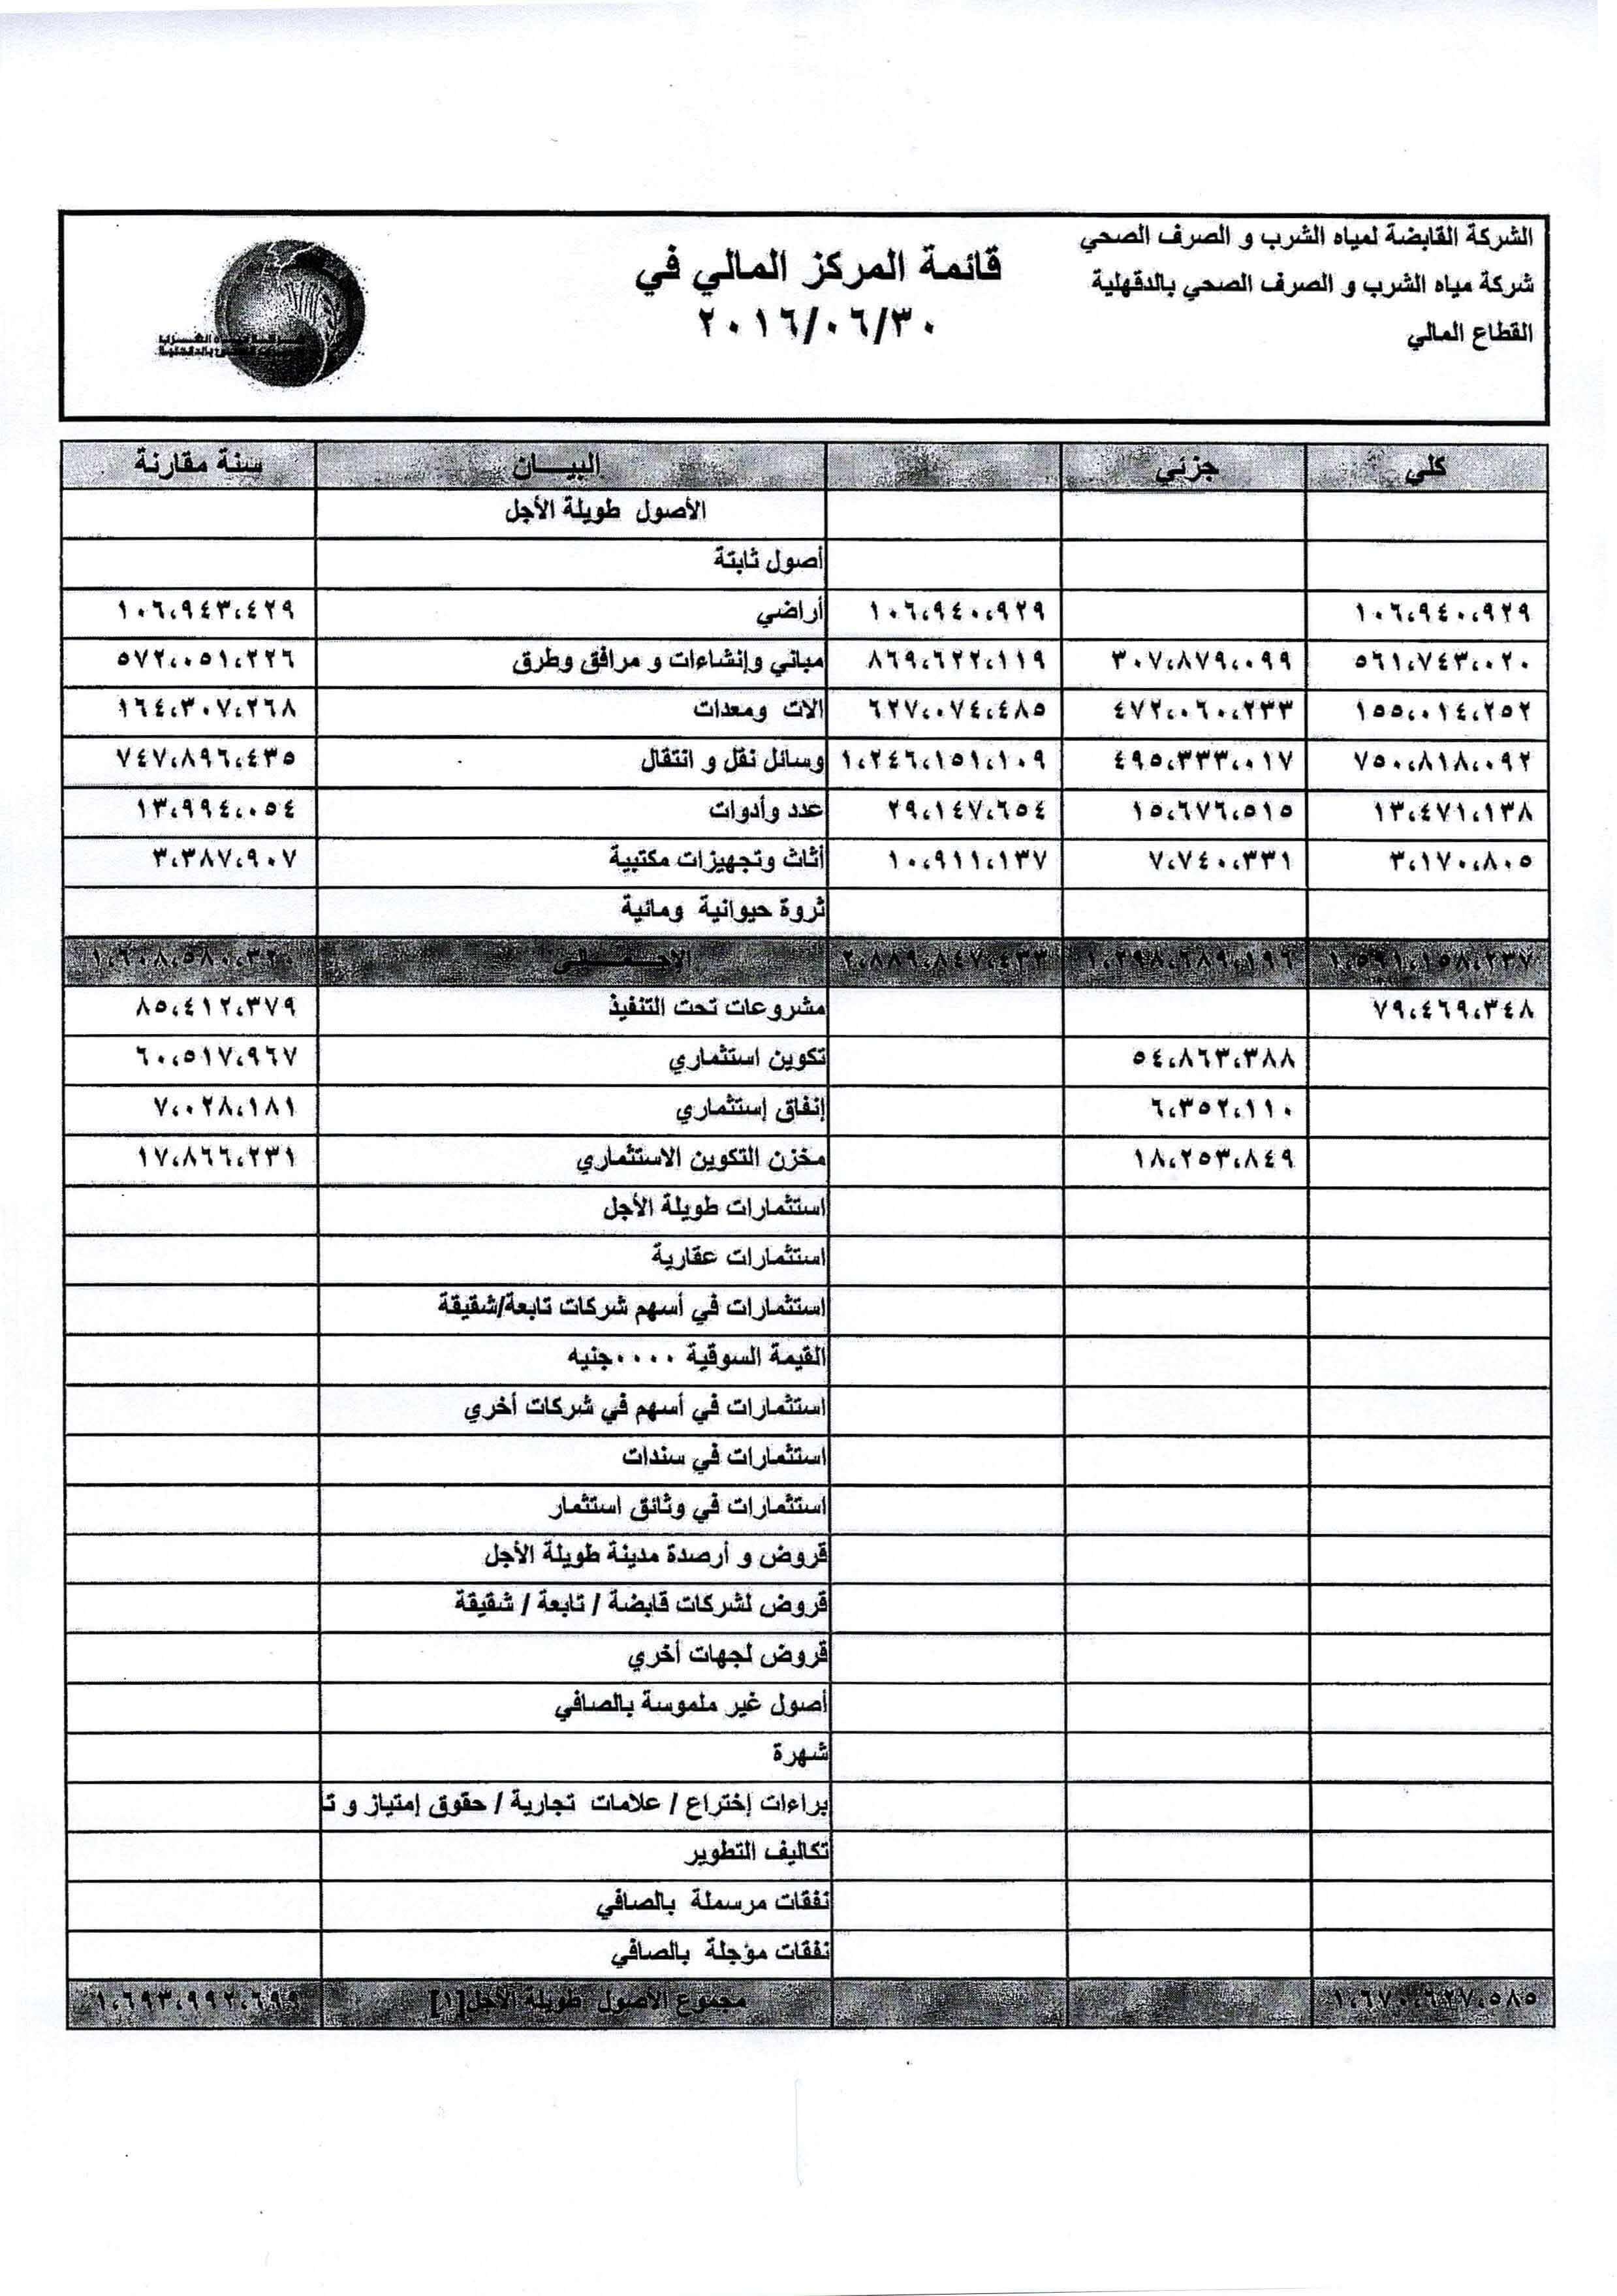 الشركة القابضة لمياه الشرب و الصرف الصحي
شركة مياه الشرب و الصرف الصحي بالدقهلية
القطاع المالي
قائمة المركز المالي في
٢٠١٦/٠٦/٣٠
كلي جزئي البيـــان سنة مقارنة
الأصول طويلة الأجل
أصول ثابتة
١٠٦،٩٤٠،٩٢٩ ١٠٦،٩٤٠،٩٢٩ أراضي ١٠٦،٩٤٣،٤٢٩
٥٦١،٧٤٣،٠٢٠ ٣٠٧،٨٧٩،٠٩٩ ٨٦٩،٦٢٢،١١٩ مباني وإنشاءات و مرافق وطرق ٥٧٢،٠٥١،٢٢٦
١٥٥،٠١٤،٢٥٢ ٤٧٢،٠٦٠،٢٣٣ ٦٢٧،٠٧٤،٤٨٥ الات ومعدات ١٦٤،٣٠٧،٢٦٨
٧٥٠،٨١٨،٠٩٢ ٤٩٥،٣٣٣،٠١٧ ١،٢٤٦،١٥١،١٠٩ وسائل نقل و انتقال ٧٤٧،٨٩٦،٤٣٥
١٣،٤٧١،١٣٨ ١٥،٦٧٦،٥١٥ ٢٩،١٤٧،٦٥٤ عدد وأدوات ١٣،٩٩٤،٠٥٤
٣،١٧٠،٨٠٥ ٧،٧٤٠،٣٣١ ١٠،٩١١،١٣٧ أثاث وتجهيزات مكتبية ٣،٣٨٧،٩٠٧
ثروة حيوانية ومائية
١،٥٩١،١٥٨،٢٣٧ ١،٢٩٨،٦٨٩،١٩٦ ٢،٨٨٩،٨٤٧،٤٣٣ الإجـمــالي ١،٦٠٨،٥٨٠،٣٢٠
٧٩،٤٦٩،٣٤٨ مشروعات تحت التنفيذ ٨٥،٤١٢،٣٧٩
٥٤،٨٦٣،٣٨٨ تكوين استثماري ٦٠،٥١٧،٩٦٧
٦،٣٥٢،١١٠ إنفاق إستثماري ٧،٠٢٨،١٨١
١٨،٢٥٣،٨٤٩ مخزن التكوين الاستثماري ١٧،٨٦٦،٢٣١
استثمارات طويلة الأجل
استثمارات عقارية
استثمارات في أسهم شركات تابعة/شقيقة
القيمة السوقية ٠٠٠٠جنيه
استثمارات في أسهم في شركات أخري
استثمارات في سندات
استثمارات في وثائق استثمار
قروض و أرصدة مدينة طويلة الأجل
قروض لشركات قابضة / تابعة / شقيقة
قروض لجهات أخري
أصول غير ملموسة بالصافي
شهرة
براءات إختراع / علامات تجارية / حقوق إمتياز و تا
تكاليف التطوير
نفقات مرسملة بالصافي
نفقات مؤجلة بالصافي
١،٦٧٠،٦٢٧،٥٨٥ مجموع الأصول طويلة الأجل[١] ١،٦٩٣،٩٩٢،٦٩٩